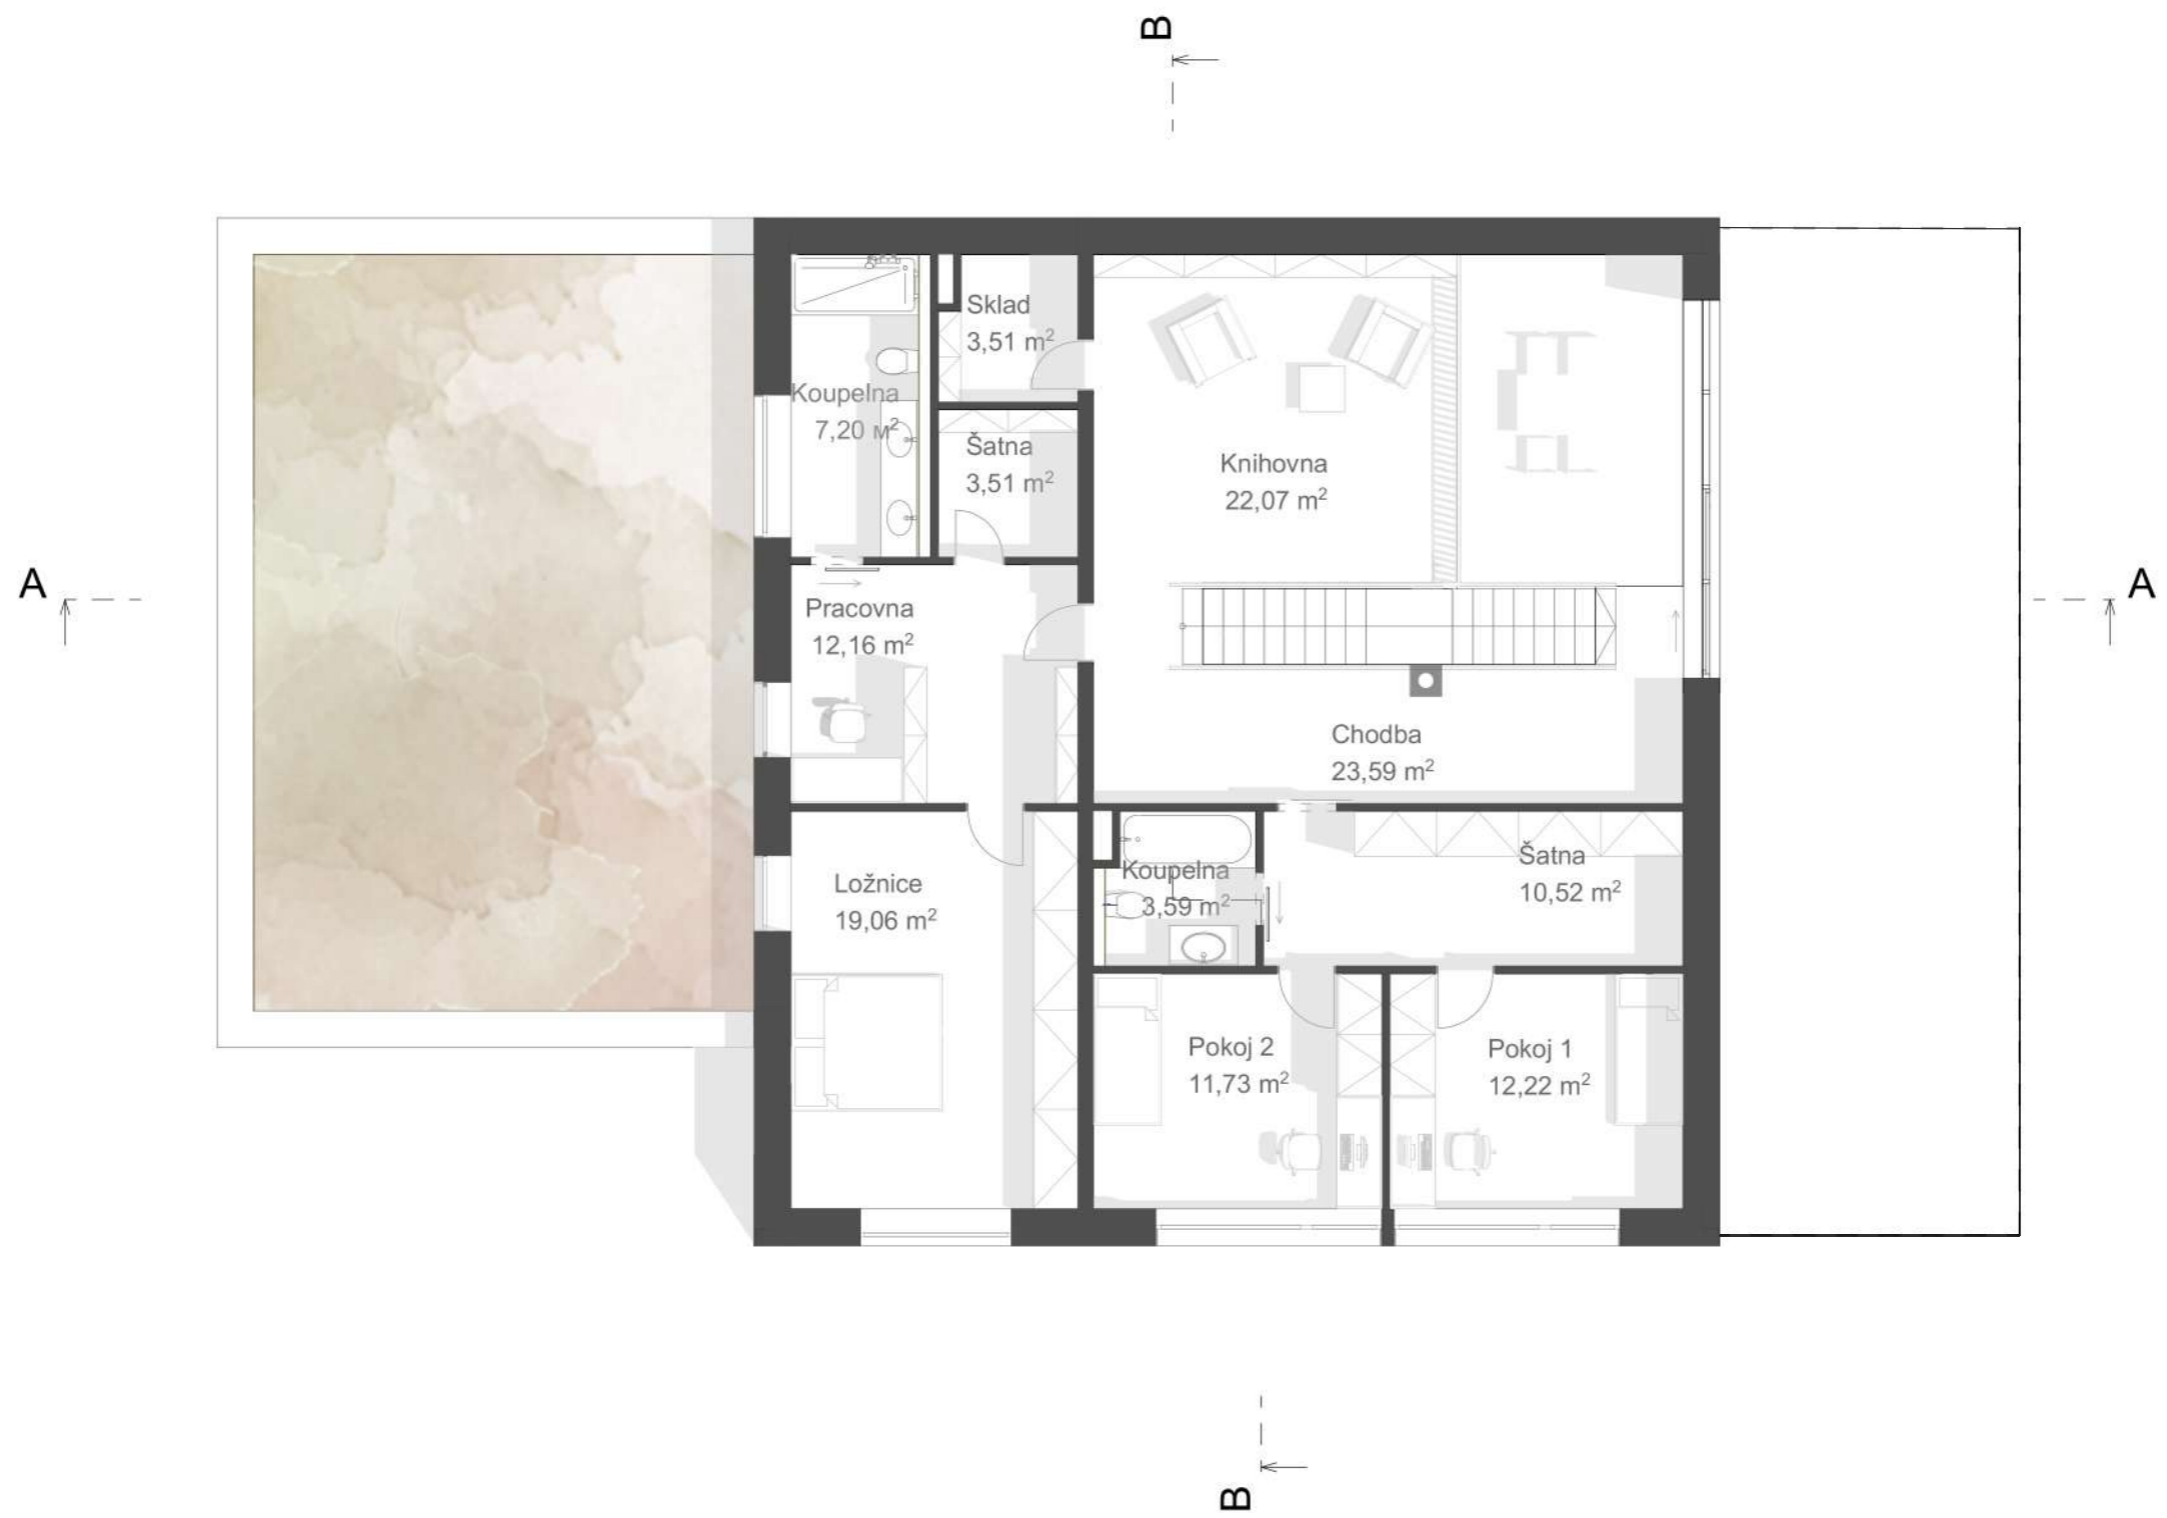 B
Sklad
3,51 m²
Koupelna
7,20 м²
Šatna
3,51 m²
Knihovna
22,07 m²
A
A
Pracovna
12,16 m²
Chodba
23,59 m²
Ložnice
19,06 m²
Koupelna
3,59 m²
Šatna
10,52 m²
Pokoj 2
11,73 m²
Pokoj 1
12,22 m²
B